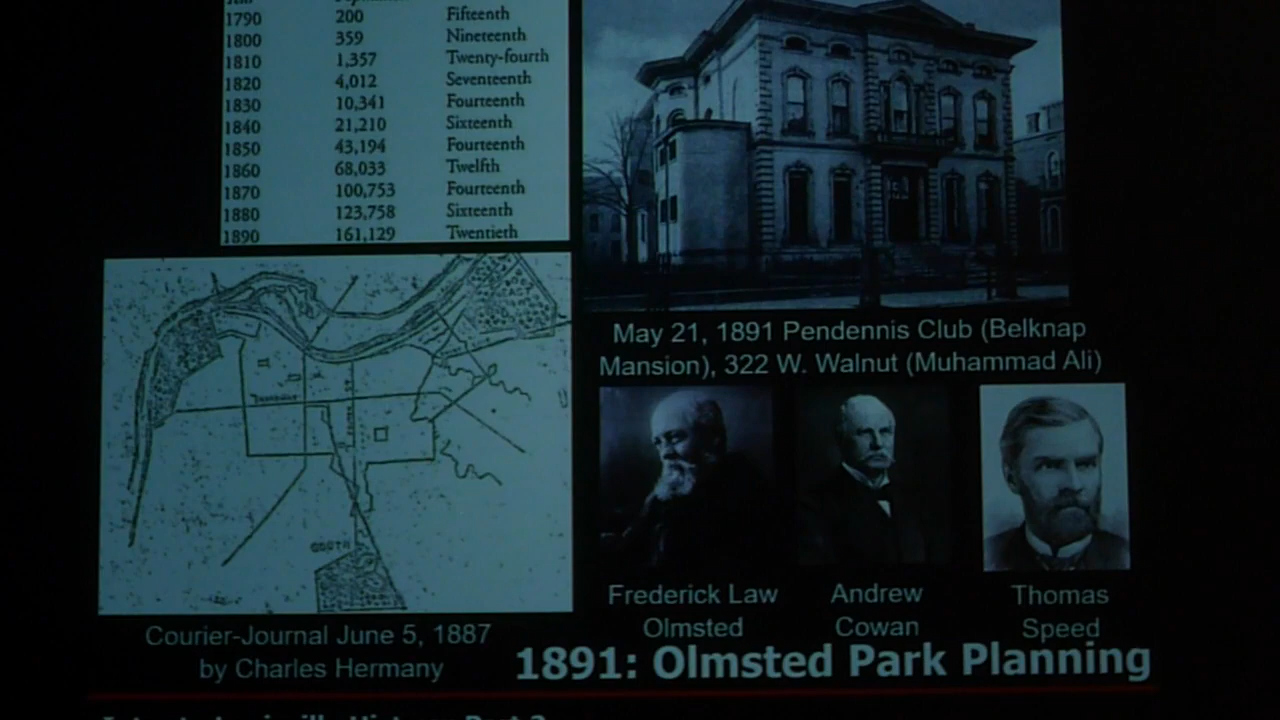 1790 200 Fifteenth
1800 359 Nineteenth
1810 1,357 Twenty-fourth
1820 4,012 Seventeenth
1830 10,341 Fourteenth
1840 21,210 Sixteenth
1850 43,194 Fourteenth
1860 68,033 Twelfth
1870 100,753 Fourteenth
1880 123,758 Sixteenth
1890 161,129 Twentieth
May 21, 1891 Pendennis Club (Belknap
Mansion), 322 W. Walnut (Muhammad Ali)
Frederick Law
Olmsted
Andrew
Cowan
Thomas
Speed
Courier-Journal June 5, 1887
by Charles Hermany
1891: Olmsted Park Planning